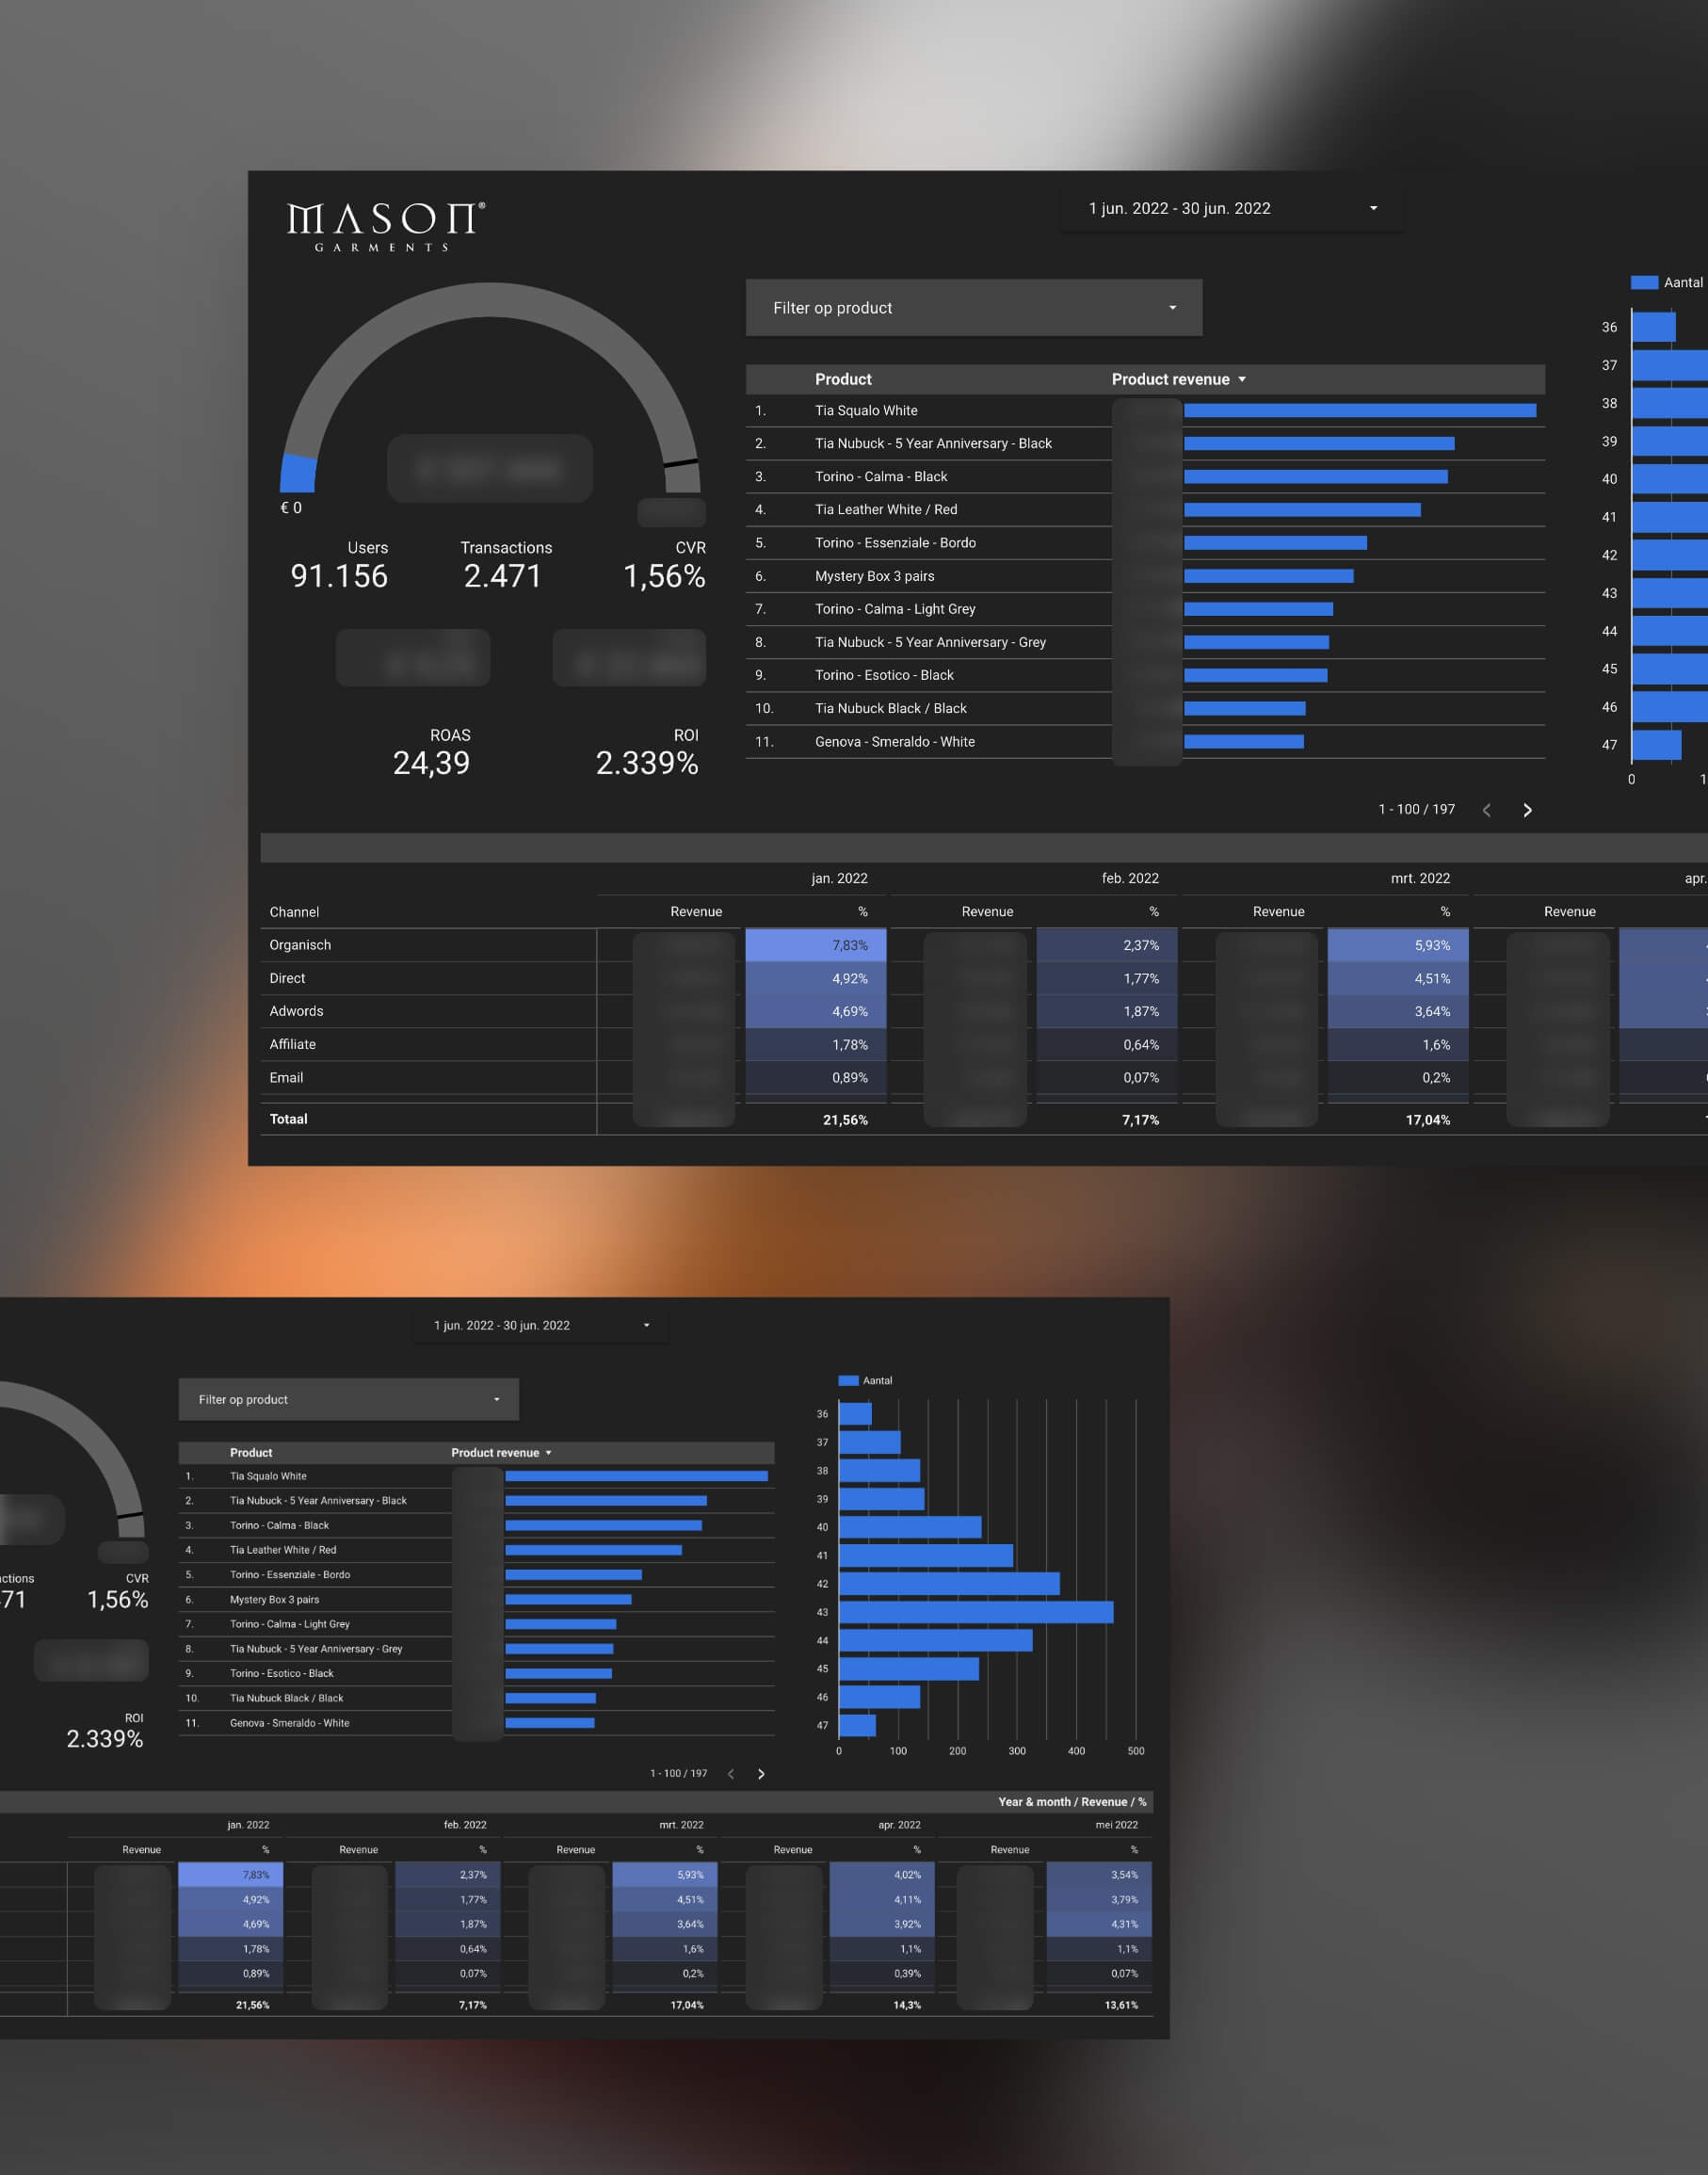 MASON®
GARMENTS
1 jun. 2022 - 30 jun. 2022
Filter op product
Aantal
Product Product revenue
1. Tia Squalo White
2. Tia Nubuck - 5 Year Anniversary - Black
3. Torino - Calma - Black
4. Tia Leather White / Red
5. Torino - Essenziale - Bordo
6. Mystery Box 3 pairs
7. Torino - Calma - Light Grey
8. Tia Nubuck - 5 Year Anniversary - Grey
9. Torino - Esotico - Black
10. Tia Nubuck Black / Black
11. Genova - Smeraldo - White
1 - 100 / 197
€ 0
Users Transactions CVR
91.156 2.471 1,56%
ROAS ROI
24,39 2.339%
36
37
38
39
40
41
42
43
44
45
46
47
0 1
jan. 2022 feb. 2022 mrt. 2022 apr.
Channel Revenue % Revenue % Revenue % Revenue
Organisch 7,83% 2,37% 5,93%
Direct 4,92% 1,77% 4,51%
Adwords 4,69% 1,87% 3,64%
Affiliate 1,78% 0,64% 1,6%
Email 0,89% 0,07% 0,2%
Totaal 21,56% 7,17% 17,04%
1 jun. 2022 - 30 jun. 2022
Filter op product
Product Product revenue
1. Tia Squalo White
2. Tia Nubuck - 5 Year Anniversary - Black
3. Torino - Calma - Black
4. Tia Leather White / Red
5. Torino - Essenziale - Bordo
6. Mystery Box 3 pairs
7. Torino - Calma - Light Grey
8. Tia Nubuck - 5 Year Anniversary - Grey
9. Torino - Esotico - Black
10. Tia Nubuck Black / Black
11. Genova - Smeraldo - White
1 - 100 / 197
ctions CVR
71 1,56%
ROI
2.339%
Aantal
36
37
38
39
40
41
42
43
44
45
46
47
0 100 200 300 400 500
Year & month / Revenue / %
jan. 2022 feb. 2022 mrt. 2022 apr. 2022 mei 2022
Revenue % Revenue % Revenue % Revenue % Revenue %
7,83% 2,37% 5,93% 4,02% 3,54%
4,92% 1,77% 4,51% 4,11% 3,79%
4,69% 1,87% 3,64% 3,92% 4,31%
1,78% 0,64% 1,6% 1,1% 1,1%
0,89% 0,07% 0,2% 0,39% 0,07%
21,56% 7,17% 17,04% 14,3% 13,61%